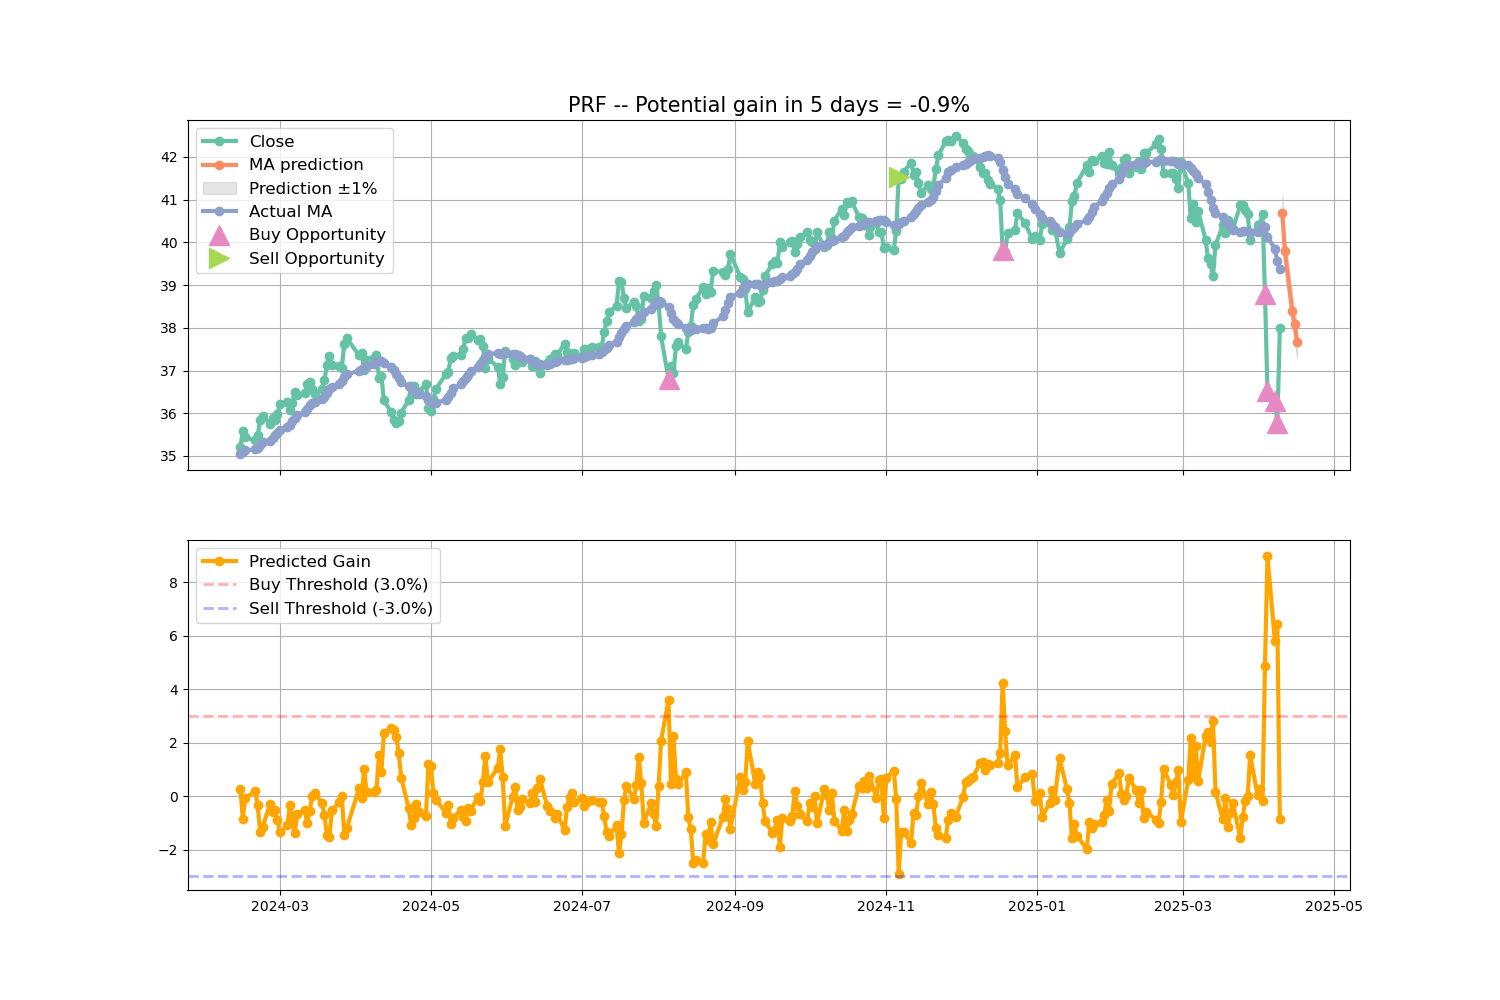 PRF -- Potential gain in 5 days = -0.9%
Close
MA prediction
Prediction ±1%
Actual MA
Buy Opportunity
Sell Opportunity
42
41
40
39
38
37
36
35
Predicted Gain
Buy Threshold (3.0%)
Sell Threshold (-3.0%)
8
6
4
2
0
−2
2024-03 2024-05 2024-07 2024-09 2024-11 2025-01 2025-03 2025-05